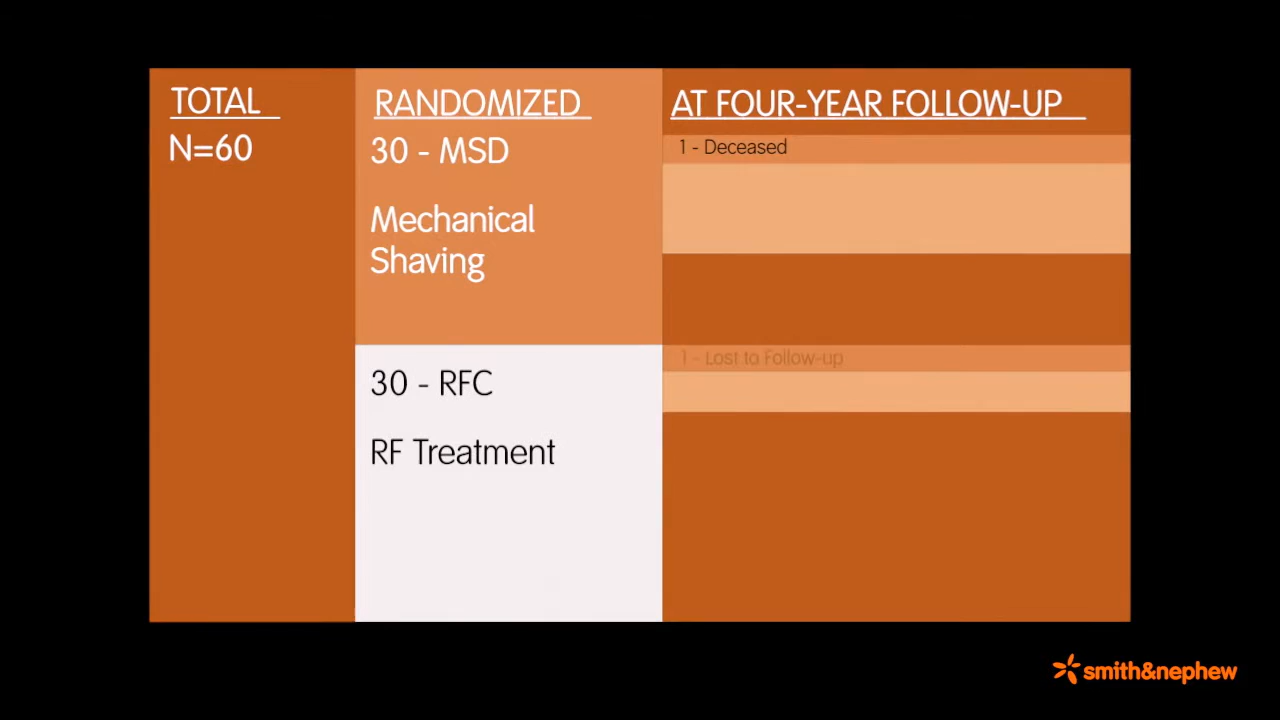 TOTAL
N=60
RANDOMIZED
30 - MSD
Mechanical
Shaving
30 - RFC
RF Treatment
AT FOUR-YEAR FOLLOW-UP
1 - Deceased
1 - Lost to Follow-up
smith&nephew